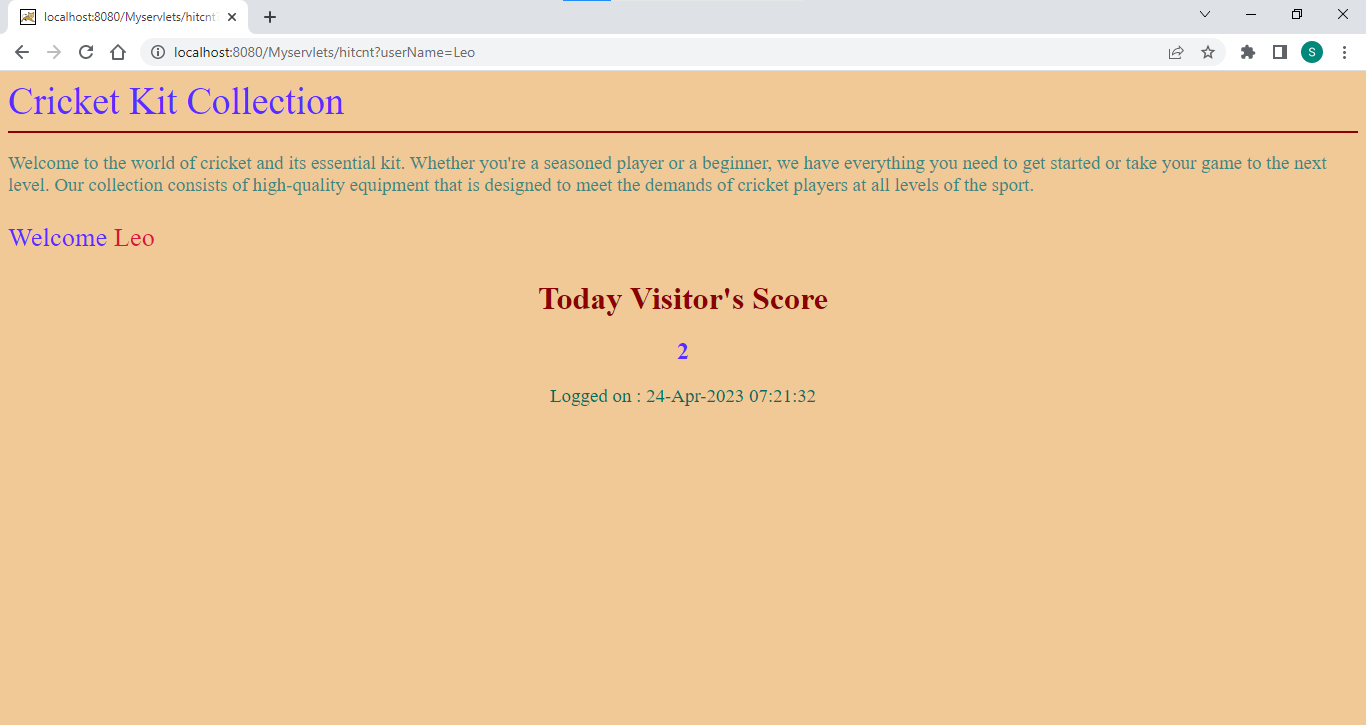 localhost:8080/Myservlets/hitcnt
localhost:8080/Myservlets/hitcnt?userName=Leo
S
Cricket Kit Collection
Welcome to the world of cricket and its essential kit. Whether you're a seasoned player or a beginner, we have everything you need to get started or take your game to the next
level. Our collection consists of high-quality equipment that is designed to meet the demands of cricket players at all levels of the sport.
Welcome Leo
Today Visitor's Score
2
Logged on : 24-Apr-2023 07:21:32